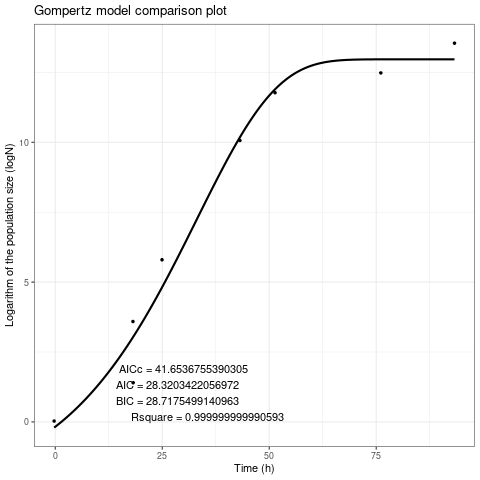 Gompertz model comparison plot
Logarithm of the population size (logN)
10
5
0
AICc = 41.6536755390305
AIC = 28.3203422056972
BIC = 28.7175499140963
Rsquare = 0.999999999990593
0 25 50 75
Time (h)